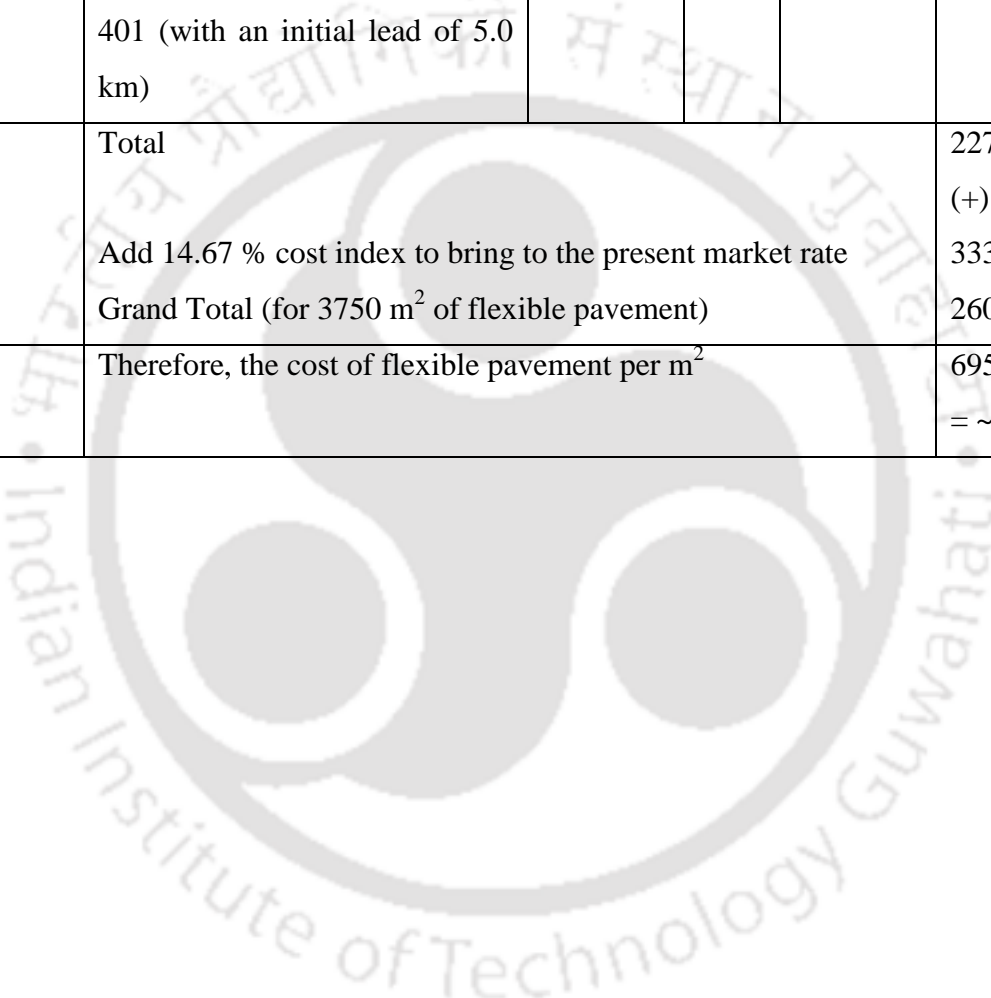 401 (with an initial lead of 5.0
km)
Total 227
(+)
Add 14.67 % cost index to bring to the present market rate 333
Grand Total (for 3750 m² of flexible pavement) 260
Therefore, the cost of flexible pavement per m² 695
= ~
Indian Institute of Technology Guwahati